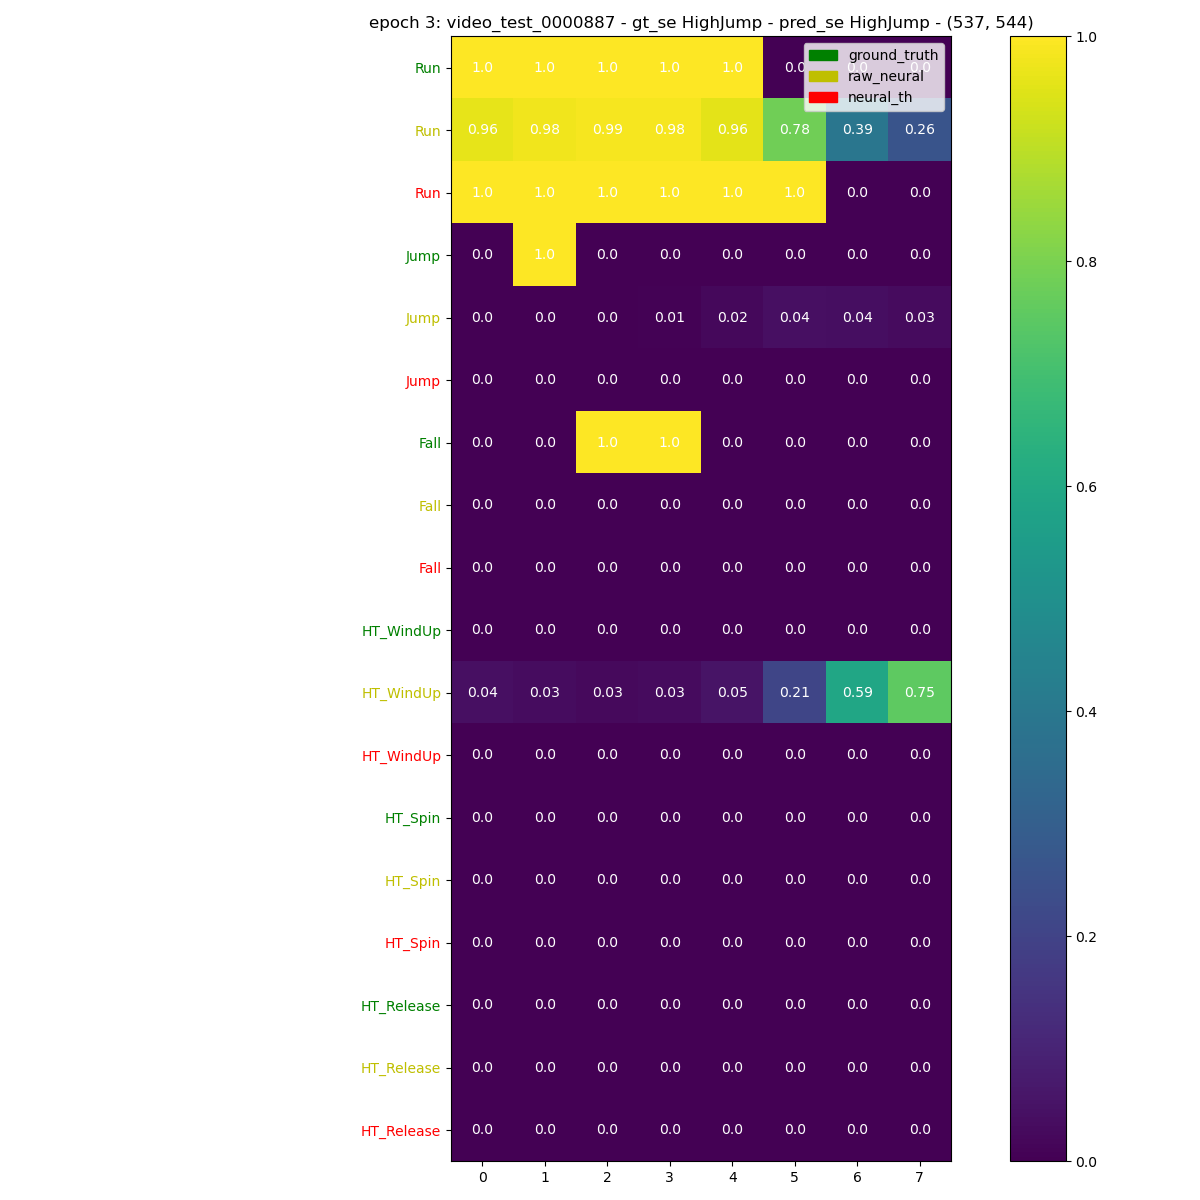 epoch 3: video_test_0000887 - gt_se HighJump - pred_se HighJump - (537, 544)
ground_truth
raw_neural
neural_th
Run 1.0 1.0 1.0 1.0 1.0 0.0 0.0 0.0
Run 0.96 0.98 0.99 0.98 0.96 0.78 0.39 0.26
Run 1.0 1.0 1.0 1.0 1.0 1.0 0.0 0.0
Jump 0.0 1.0 0.0 0.0 0.0 0.0 0.0 0.0
Jump 0.0 0.0 0.0 0.01 0.02 0.04 0.04 0.03
Jump 0.0 0.0 0.0 0.0 0.0 0.0 0.0 0.0
Fall 0.0 0.0 1.0 1.0 0.0 0.0 0.0 0.0
Fall 0.0 0.0 0.0 0.0 0.0 0.0 0.0 0.0
Fall 0.0 0.0 0.0 0.0 0.0 0.0 0.0 0.0
HT_WindUp 0.0 0.0 0.0 0.0 0.0 0.0 0.0 0.0
HT_WindUp 0.04 0.03 0.03 0.03 0.05 0.21 0.59 0.75
HT_WindUp 0.0 0.0 0.0 0.0 0.0 0.0 0.0 0.0
HT_Spin 0.0 0.0 0.0 0.0 0.0 0.0 0.0 0.0
HT_Spin 0.0 0.0 0.0 0.0 0.0 0.0 0.0 0.0
HT_Spin 0.0 0.0 0.0 0.0 0.0 0.0 0.0 0.0
HT_Release 0.0 0.0 0.0 0.0 0.0 0.0 0.0 0.0
HT_Release 0.0 0.0 0.0 0.0 0.0 0.0 0.0 0.0
HT_Release 0.0 0.0 0.0 0.0 0.0 0.0 0.0 0.0
0 1 2 3 4 5 6 7
1.0
0.8
0.6
0.4
0.2
0.0